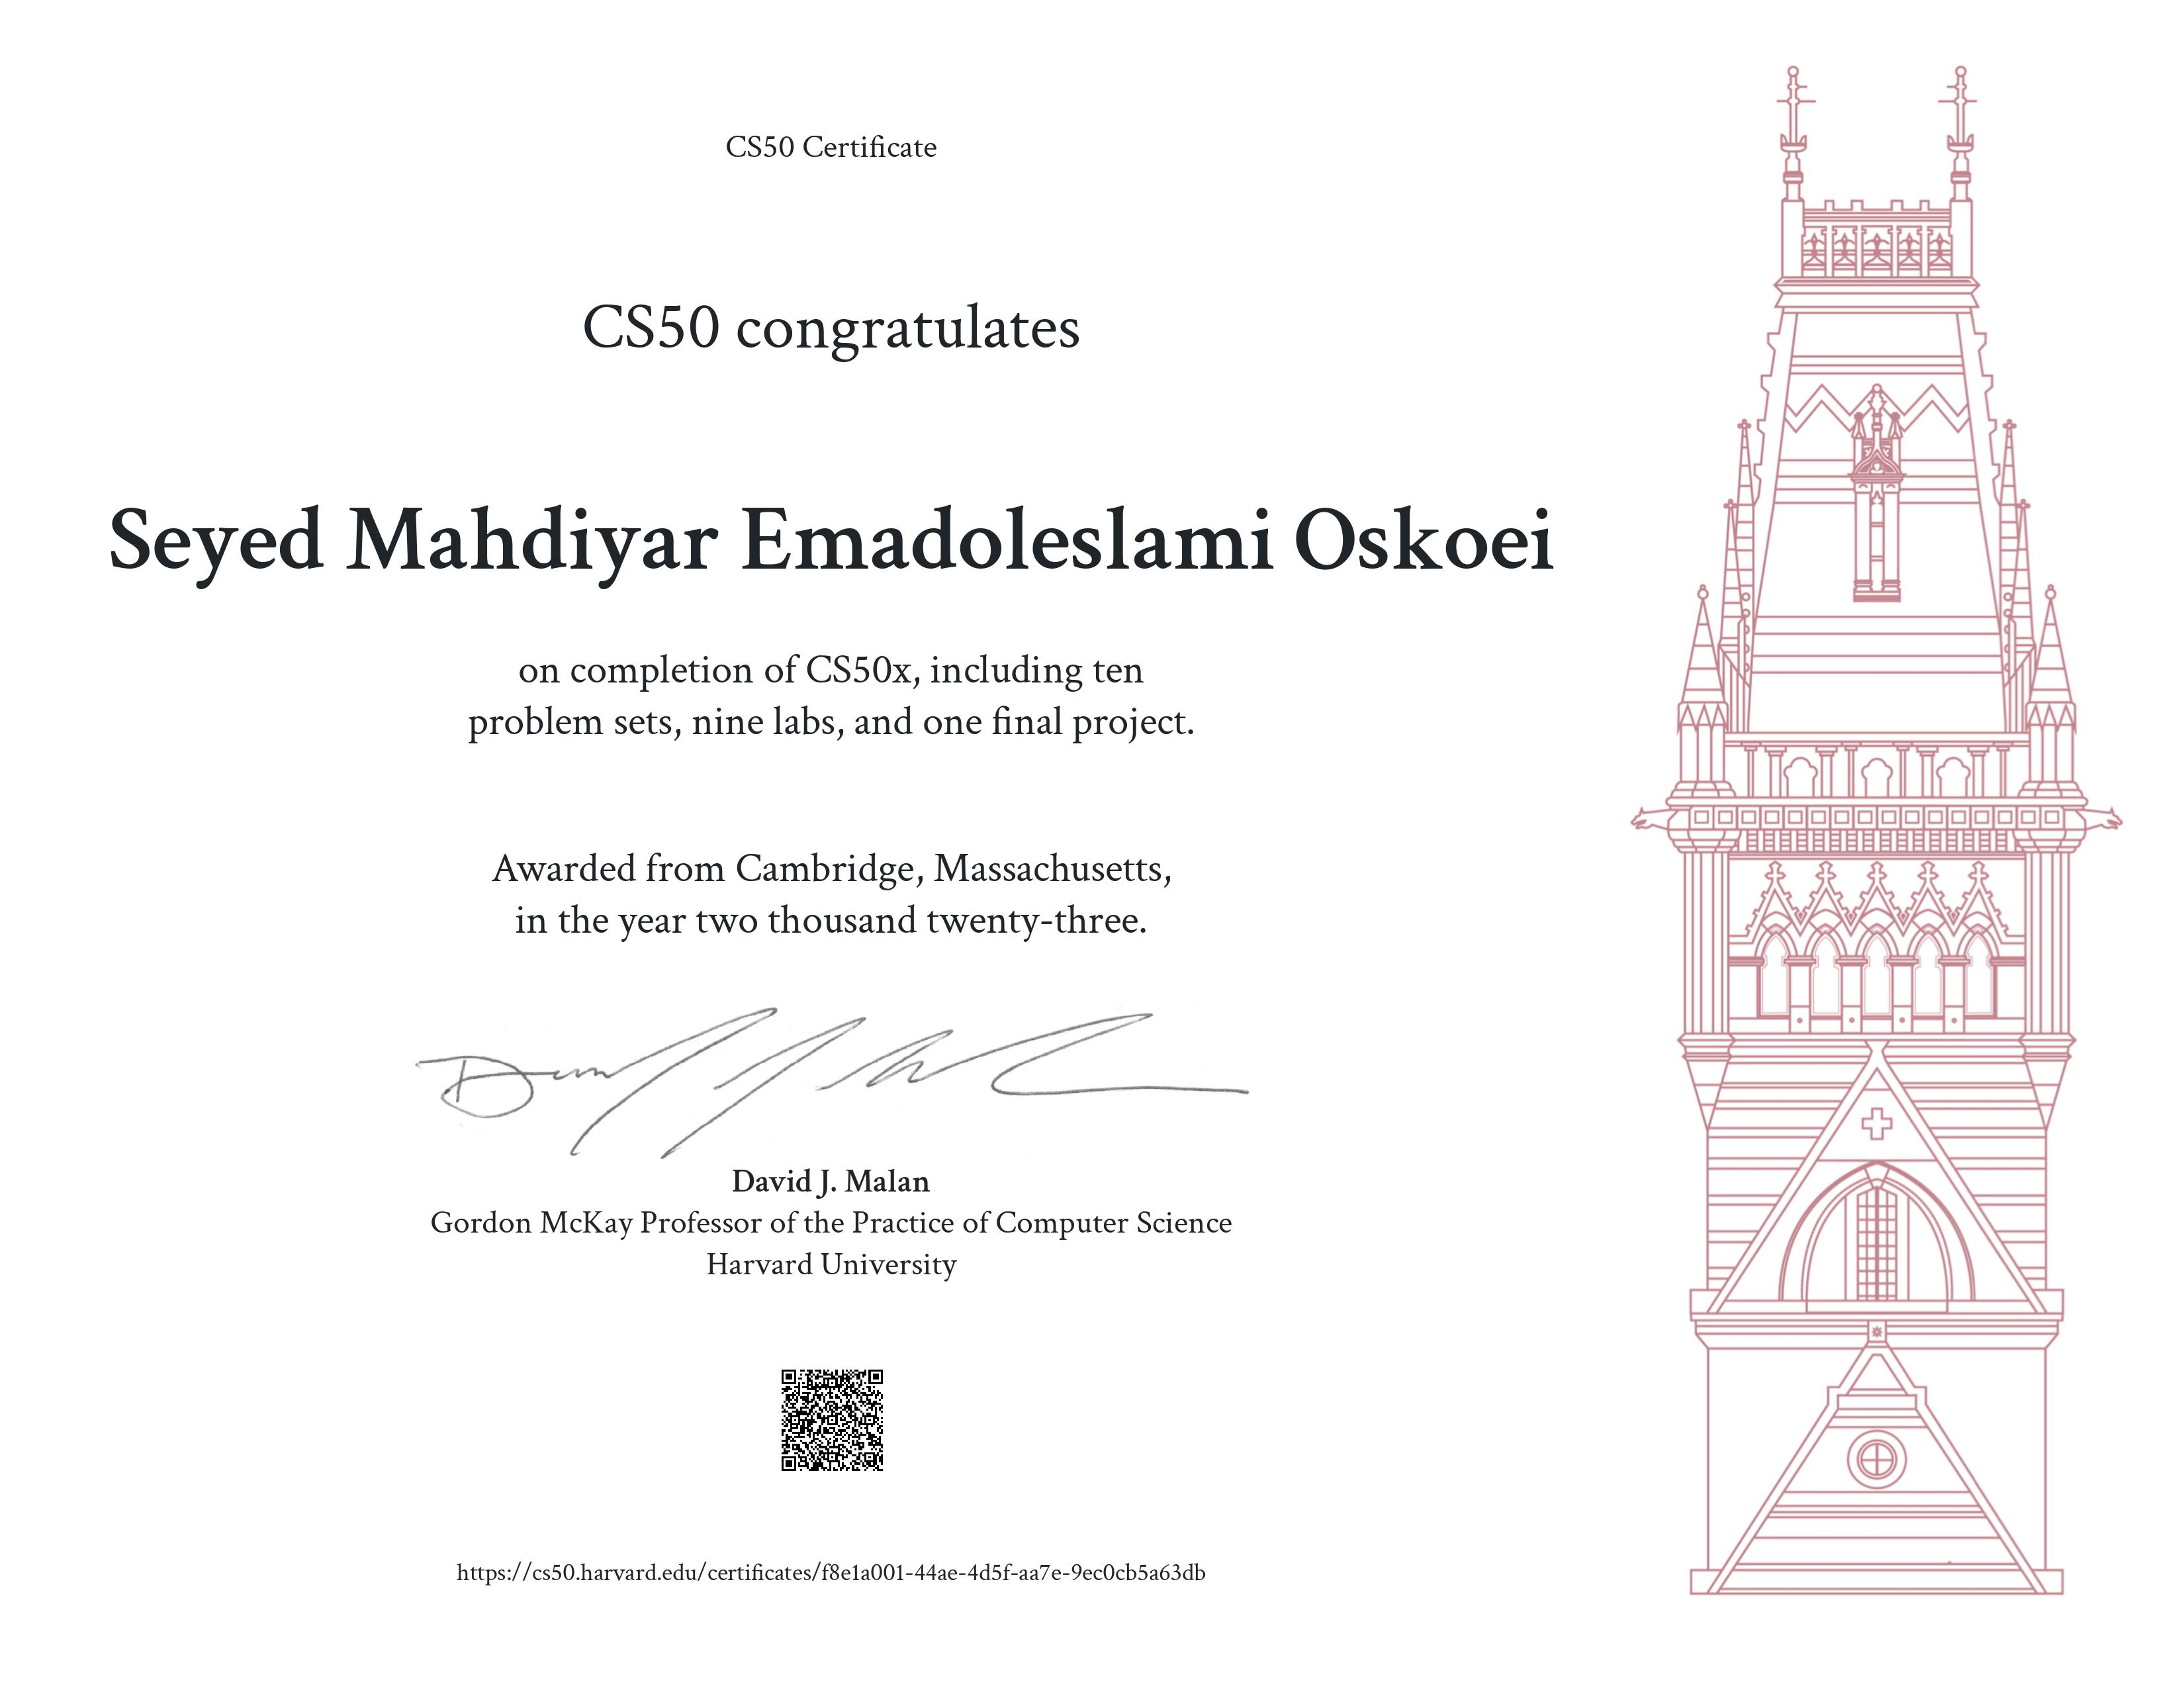 CS50 Certificate
CS50 congratulates
Seyed Mahdiyar Emadoleslami Oskoei
on completion of CS50x, including ten
problem sets, nine labs, and one final project.
Awarded from Cambridge, Massachusetts,
in the year two thousand twenty-three.
David J. Malan
Gordon McKay Professor of the Practice of Computer Science
Harvard University
https://cs50.harvard.edu/certificates/f8e1a001-44ae-4d5f-aa7e-9ec0cb5a63db